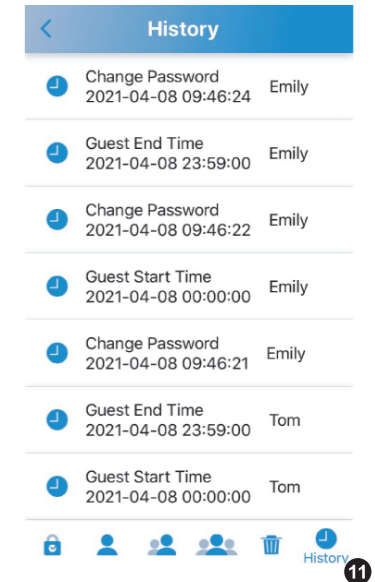 History
Change Password
2021-04-08 09:46:24 Emily
Guest End Time
2021-04-08 23:59:00 Emily
Change Password
2021-04-08 09:46:22 Emily
Guest Start Time
2021-04-08 00:00:00 Emily
Change Password
2021-04-08 09:46:21 Emily
Guest End Time
2021-04-08 23:59:00 Tom
Guest Start Time
2021-04-08 00:00:00 Tom
History
11